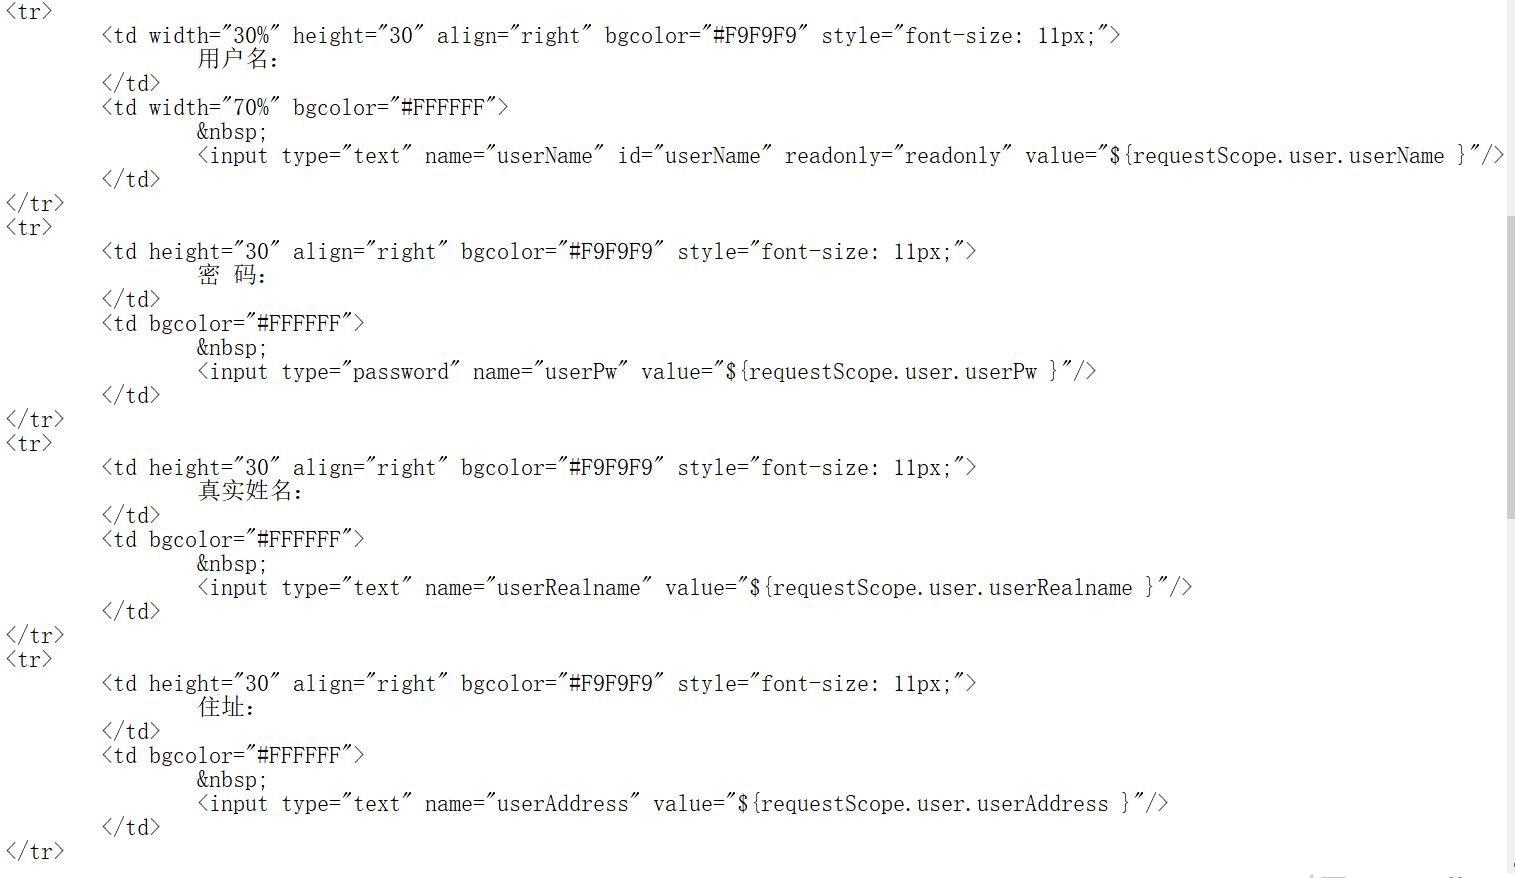 <tr>
<td width="30%" height="30" align="right" bgcolor="#F9F9F9" style="font-size: 11px;">
用户名：
</td>
<td width="70%" bgcolor="#FFFFFF">
&nbsp;
<input type="text" name="userName" id="userName" readonly="readonly" value="${requestScope.user.userName }"/>
</td>
</tr>
<tr>
<td height="30" align="right" bgcolor="#F9F9F9" style="font-size: 11px;">
密 码：
</td>
<td bgcolor="#FFFFFF">
&nbsp;
<input type="password" name="userPw" value="${requestScope.user.userPw }"/>
</td>
</tr>
<tr>
<td height="30" align="right" bgcolor="#F9F9F9" style="font-size: 11px;">
真实姓名：
</td>
<td bgcolor="#FFFFFF">
&nbsp;
<input type="text" name="userRealname" value="${requestScope.user.userRealname }"/>
</td>
</tr>
<tr>
<td height="30" align="right" bgcolor="#F9F9F9" style="font-size: 11px;">
住址：
</td>
<td bgcolor="#FFFFFF">
&nbsp;
<input type="text" name="userAddress" value="${requestScope.user.userAddress }"/>
</td>
</tr>